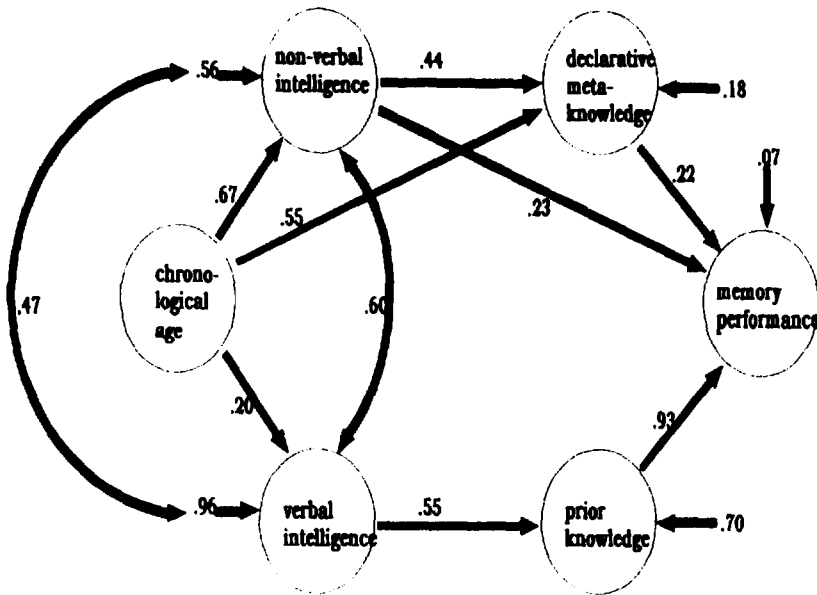 non-verbal
intelligence
.56
.44
declarative
meta-
knowledge
.18
.07
.67
.55
.22
.23
chrono-
logical
age
.47
.60
memory
performance
.20
.93
.96
verbal
intelligence
.55
prior
knowledge
.70